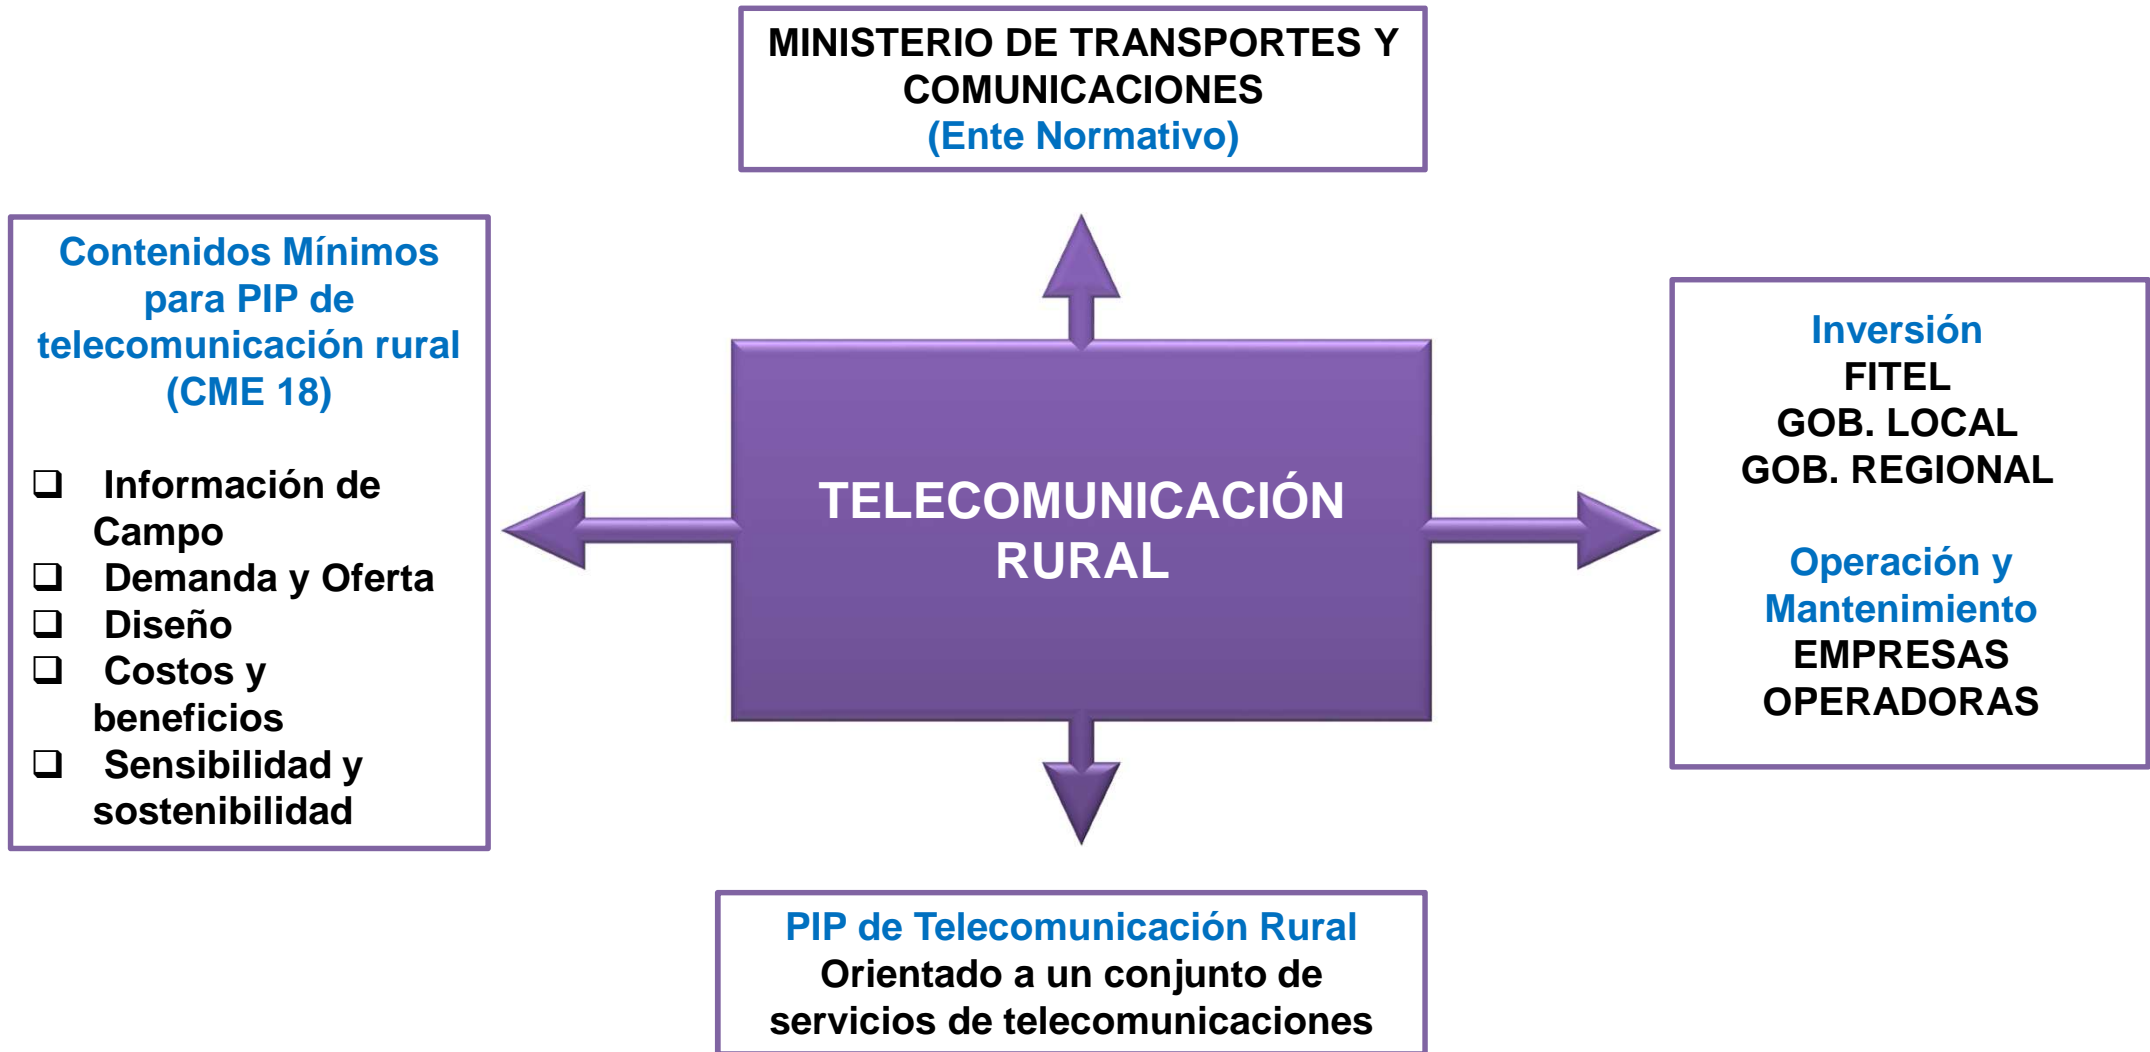 MINISTERIO DE TRANSPORTES Y
COMUNICACIONES
(Ente Normativo)
Contenidos Mínimos
para PIP de
telecomunicación rural
(CME 18)
❑ Información de
Campo
❑ Demanda y Oferta
❑ Diseño
❑ Costos y
beneficios
❑ Sensibilidad y
sostenibilidad
TELECOMUNICACIÓN
RURAL
Inversión
FITEL
GOB. LOCAL
GOB. REGIONAL
Operación y
Mantenimiento
EMPRESAS
OPERADORAS
PIP de Telecomunicación Rural
Orientado a un conjunto de
servicios de telecomunicaciones